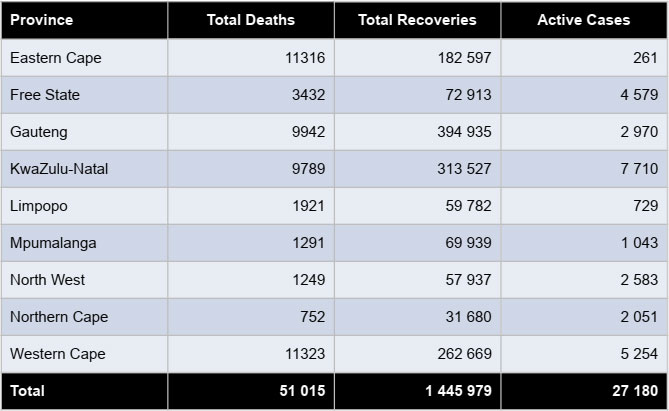 Province Total Deaths Total Recoveries Active Cases
Eastern Cape 11316 182 597 261
Free State 3432 72 913 4 579
Gauteng 9942 394 935 2 970
KwaZulu-Natal 9789 313 527 7 710
Limpopo 1921 59 782 729
Mpumalanga 1291 69 939 1 043
North West 1249 57 937 2 583
Northern Cape 752 31 680 2 051
Western Cape 11323 262 669 5 254
Total 51 015 1 445 979 27 180